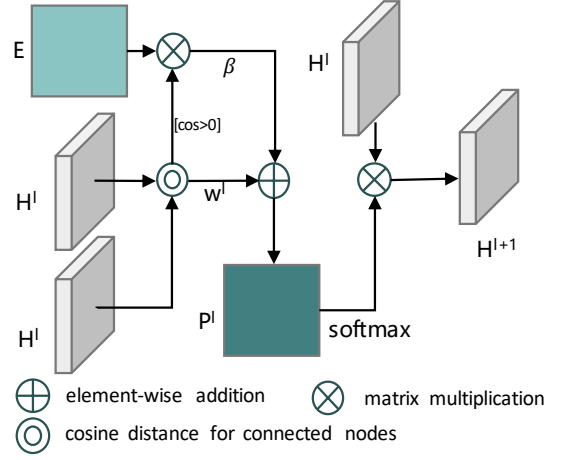 E
β
H^l
[cos>0]
H^l
w^l
H^l+1
H^l
P^l
softmax
element-wise addition
matrix multiplication
cosine distance for connected nodes